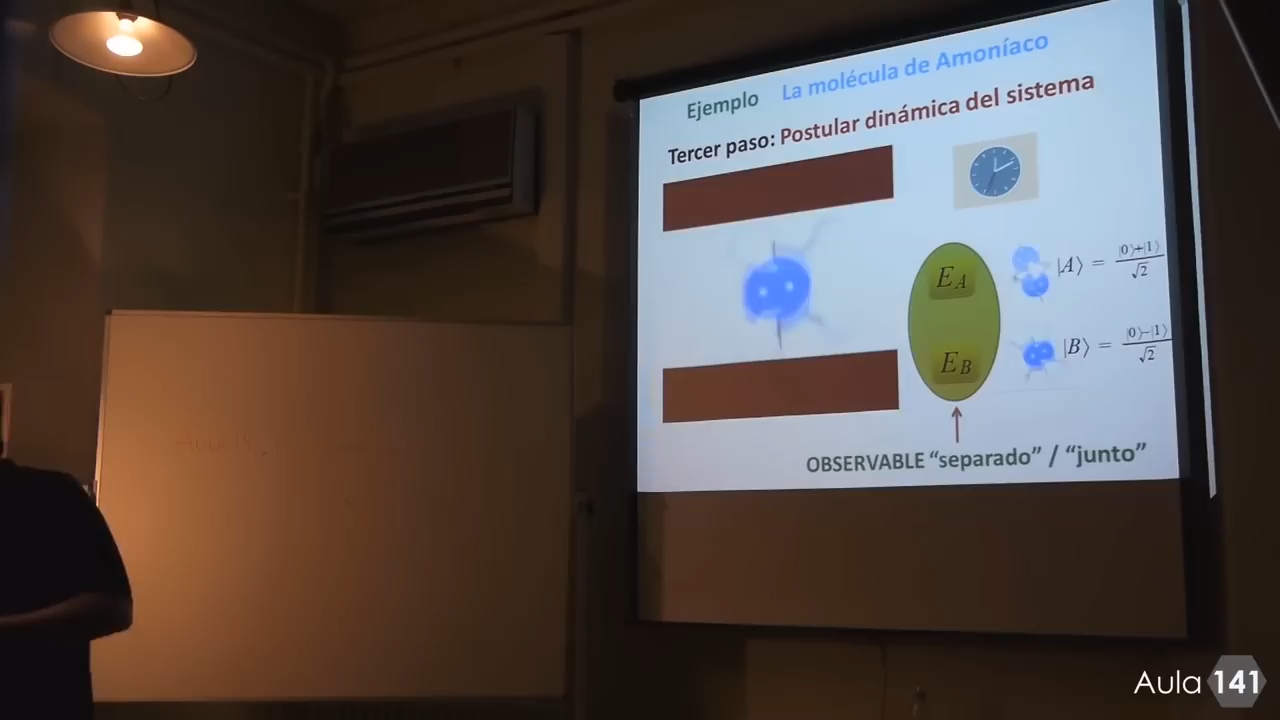 Ejemplo La molécula de Amoníaco
Tercer paso: Postular dinámica del sistema
E_A
|A⟩ = |0⟩+|1⟩ / √2
E_B
|B⟩ = |0⟩−|1⟩ / √2
OBSERVABLE “separado” / “junto”
Aula 141